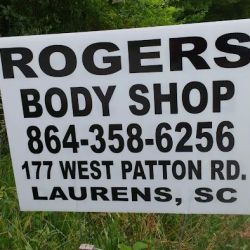 ROGERS
BODY SHOP
864-358-6256
177 WEST PATTON RD.
LAURENS, SC